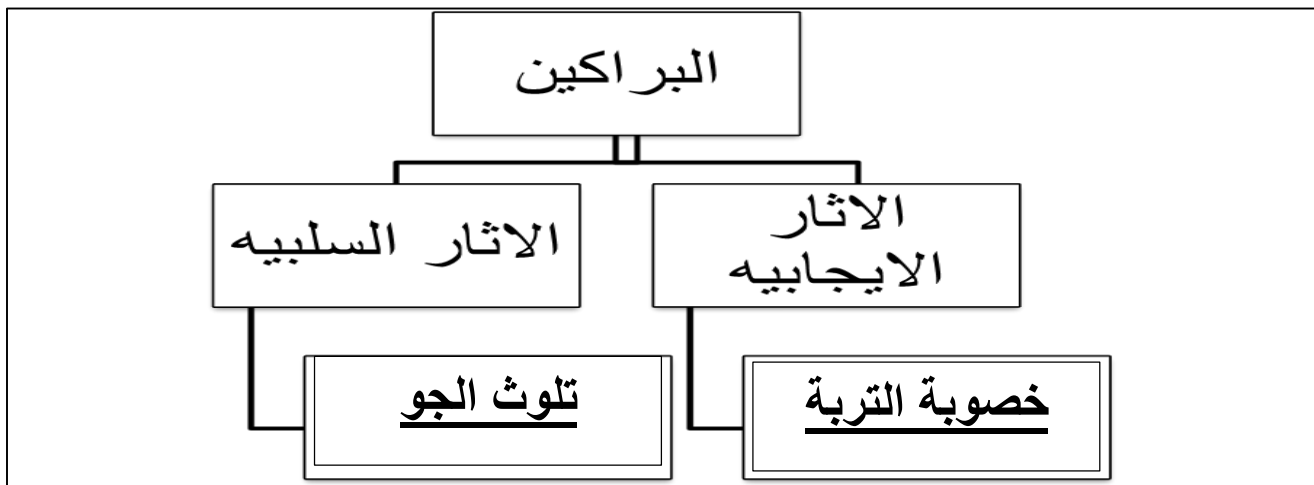 البراكين
الاثار
الايجابيه
الاثار السلبيه
خصوبة التربة
تلوث الجو